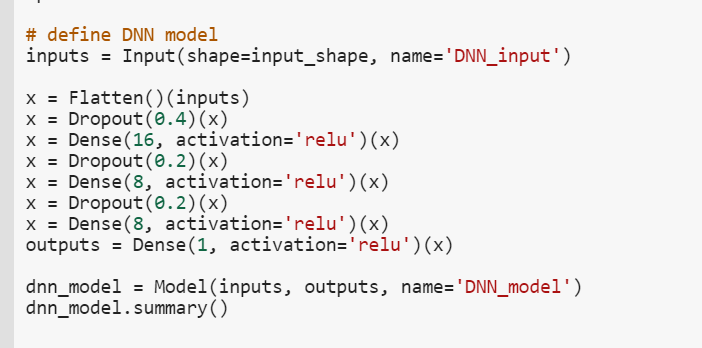 # define DNN model
inputs = Input(shape=input_shape, name='DNN_input')
x = Flatten()(inputs)
x = Dropout(0.4)(x)
x = Dense(16, activation='relu')(x)
x = Dropout(0.2)(x)
x = Dense(8, activation='relu')(x)
x = Dropout(0.2)(x)
x = Dense(8, activation='relu')(x)
outputs = Dense(1, activation='relu')(x)
dnn_model = Model(inputs, outputs, name='DNN_model')
dnn_model.summary()